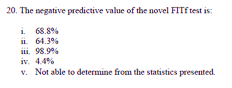 20. The negative predictive value of the novel FITf test is:
i. 68.8%
ii. 64.3%
iii. 98.9%
iv. 4.4%
v. Not able to determine from the statistics presented.